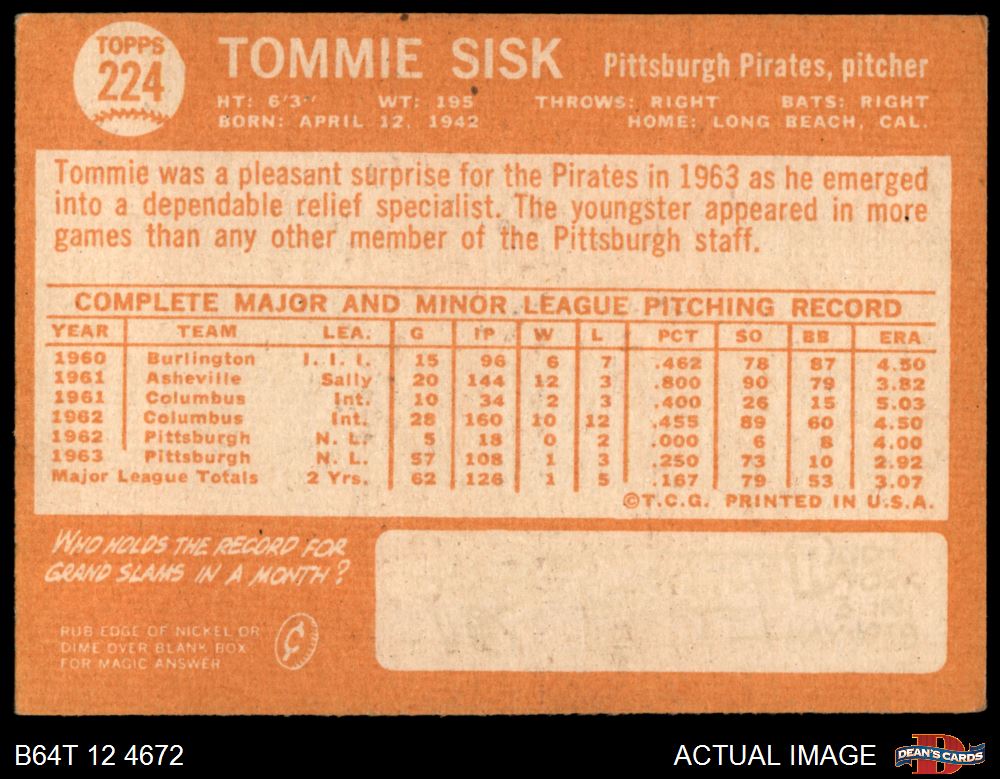 TOPPS
224
TOMMIE SISK
Pittsburgh Pirates, pitcher
HT: 6'3" WT: 195 THROWS: RIGHT BATS: RIGHT
BORN: APRIL 12, 1942 HOME: LONG BEACH, CAL.
Tommie was a pleasant surprise for the Pirates in 1963 as he emerged
into a dependable relief specialist. The youngster appeared in more
games than any other member of the Pittsburgh staff.
COMPLETE MAJOR AND MINOR LEAGUE PITCHING RECORD
YEAR TEAM LEA. G IP W L PCT SO BB ERA
1960 Burlington I. I. I. 15 96 6 7 .462 78 87 4.50
1961 Asheville Sally 20 144 12 3 .800 90 79 3.82
1961 Columbus Int. 10 34 2 3 .400 26 15 5.03
1962 Columbus Int. 28 160 10 12 .455 89 60 4.50
1962 Pittsburgh N. L. 5 18 0 2 .000 6 8 4.00
1963 Pittsburgh N. L. 57 108 1 3 .250 73 10 2.92
Major League Totals 2 Yrs. 62 126 1 5 .167 79 53 3.07
©T.C.G. PRINTED IN U.S.A.
WHO HOLDS THE RECORD FOR
GRAND SLAMS IN A MONTH?
RUB EDGE OF NICKEL OR
DIME OVER BLANK BOX
FOR MAGIC ANSWER
¢
B64T 12 4672
ACTUAL IMAGE
D
DEAN'S CARDS